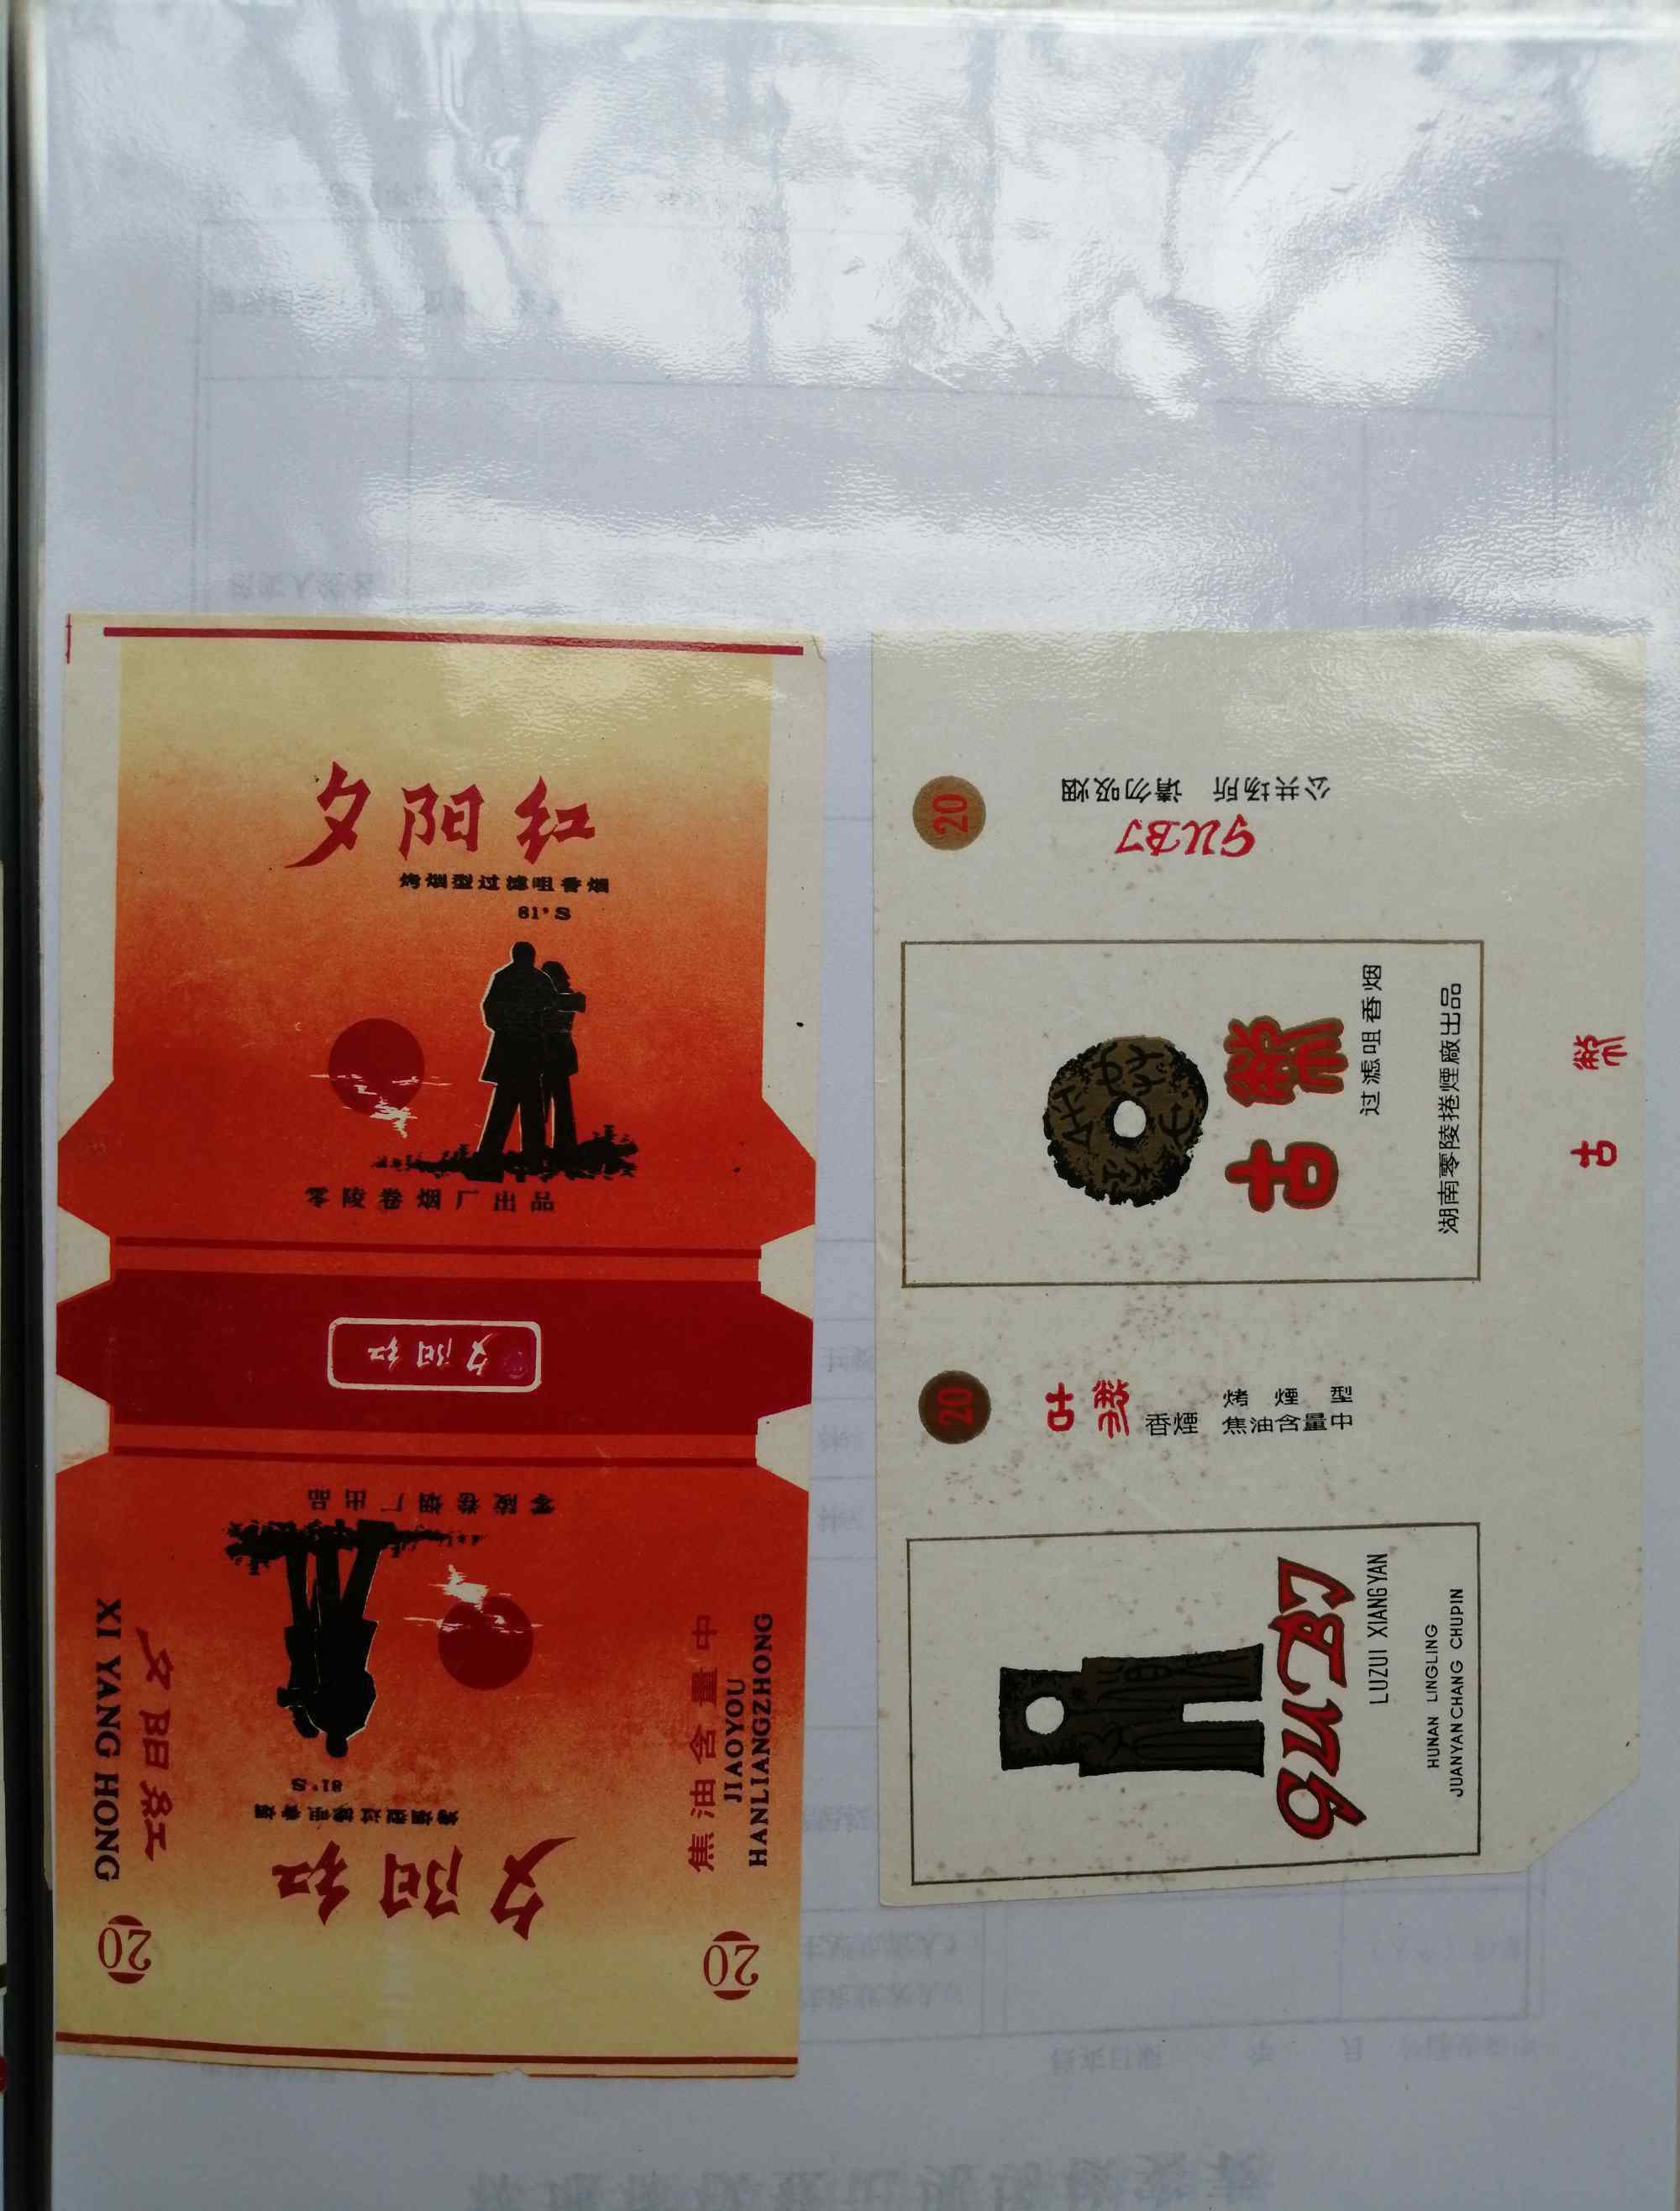 夕阳红
烤烟型过滤咀香烟
81'S
零陵卷烟厂出品
夕阳红
零陵卷烟厂出品
81'S
烤烟型过滤咀香烟
夕阳红
XI YANG HONG
夕阳红
20
焦油含量中
JIAOYOU
HANLIANGZHONG
20
20
公共场所 请勿吸烟
GUBI
古幣
过滤咀香烟
湖南零陵捲煙廠出品
古幣
20
古幣
香煙
烤煙型
焦油含量中
GUBI
LUZUI XIANGYAN
HUNAN LINGLING
JUANYANCHANG CHUPIN